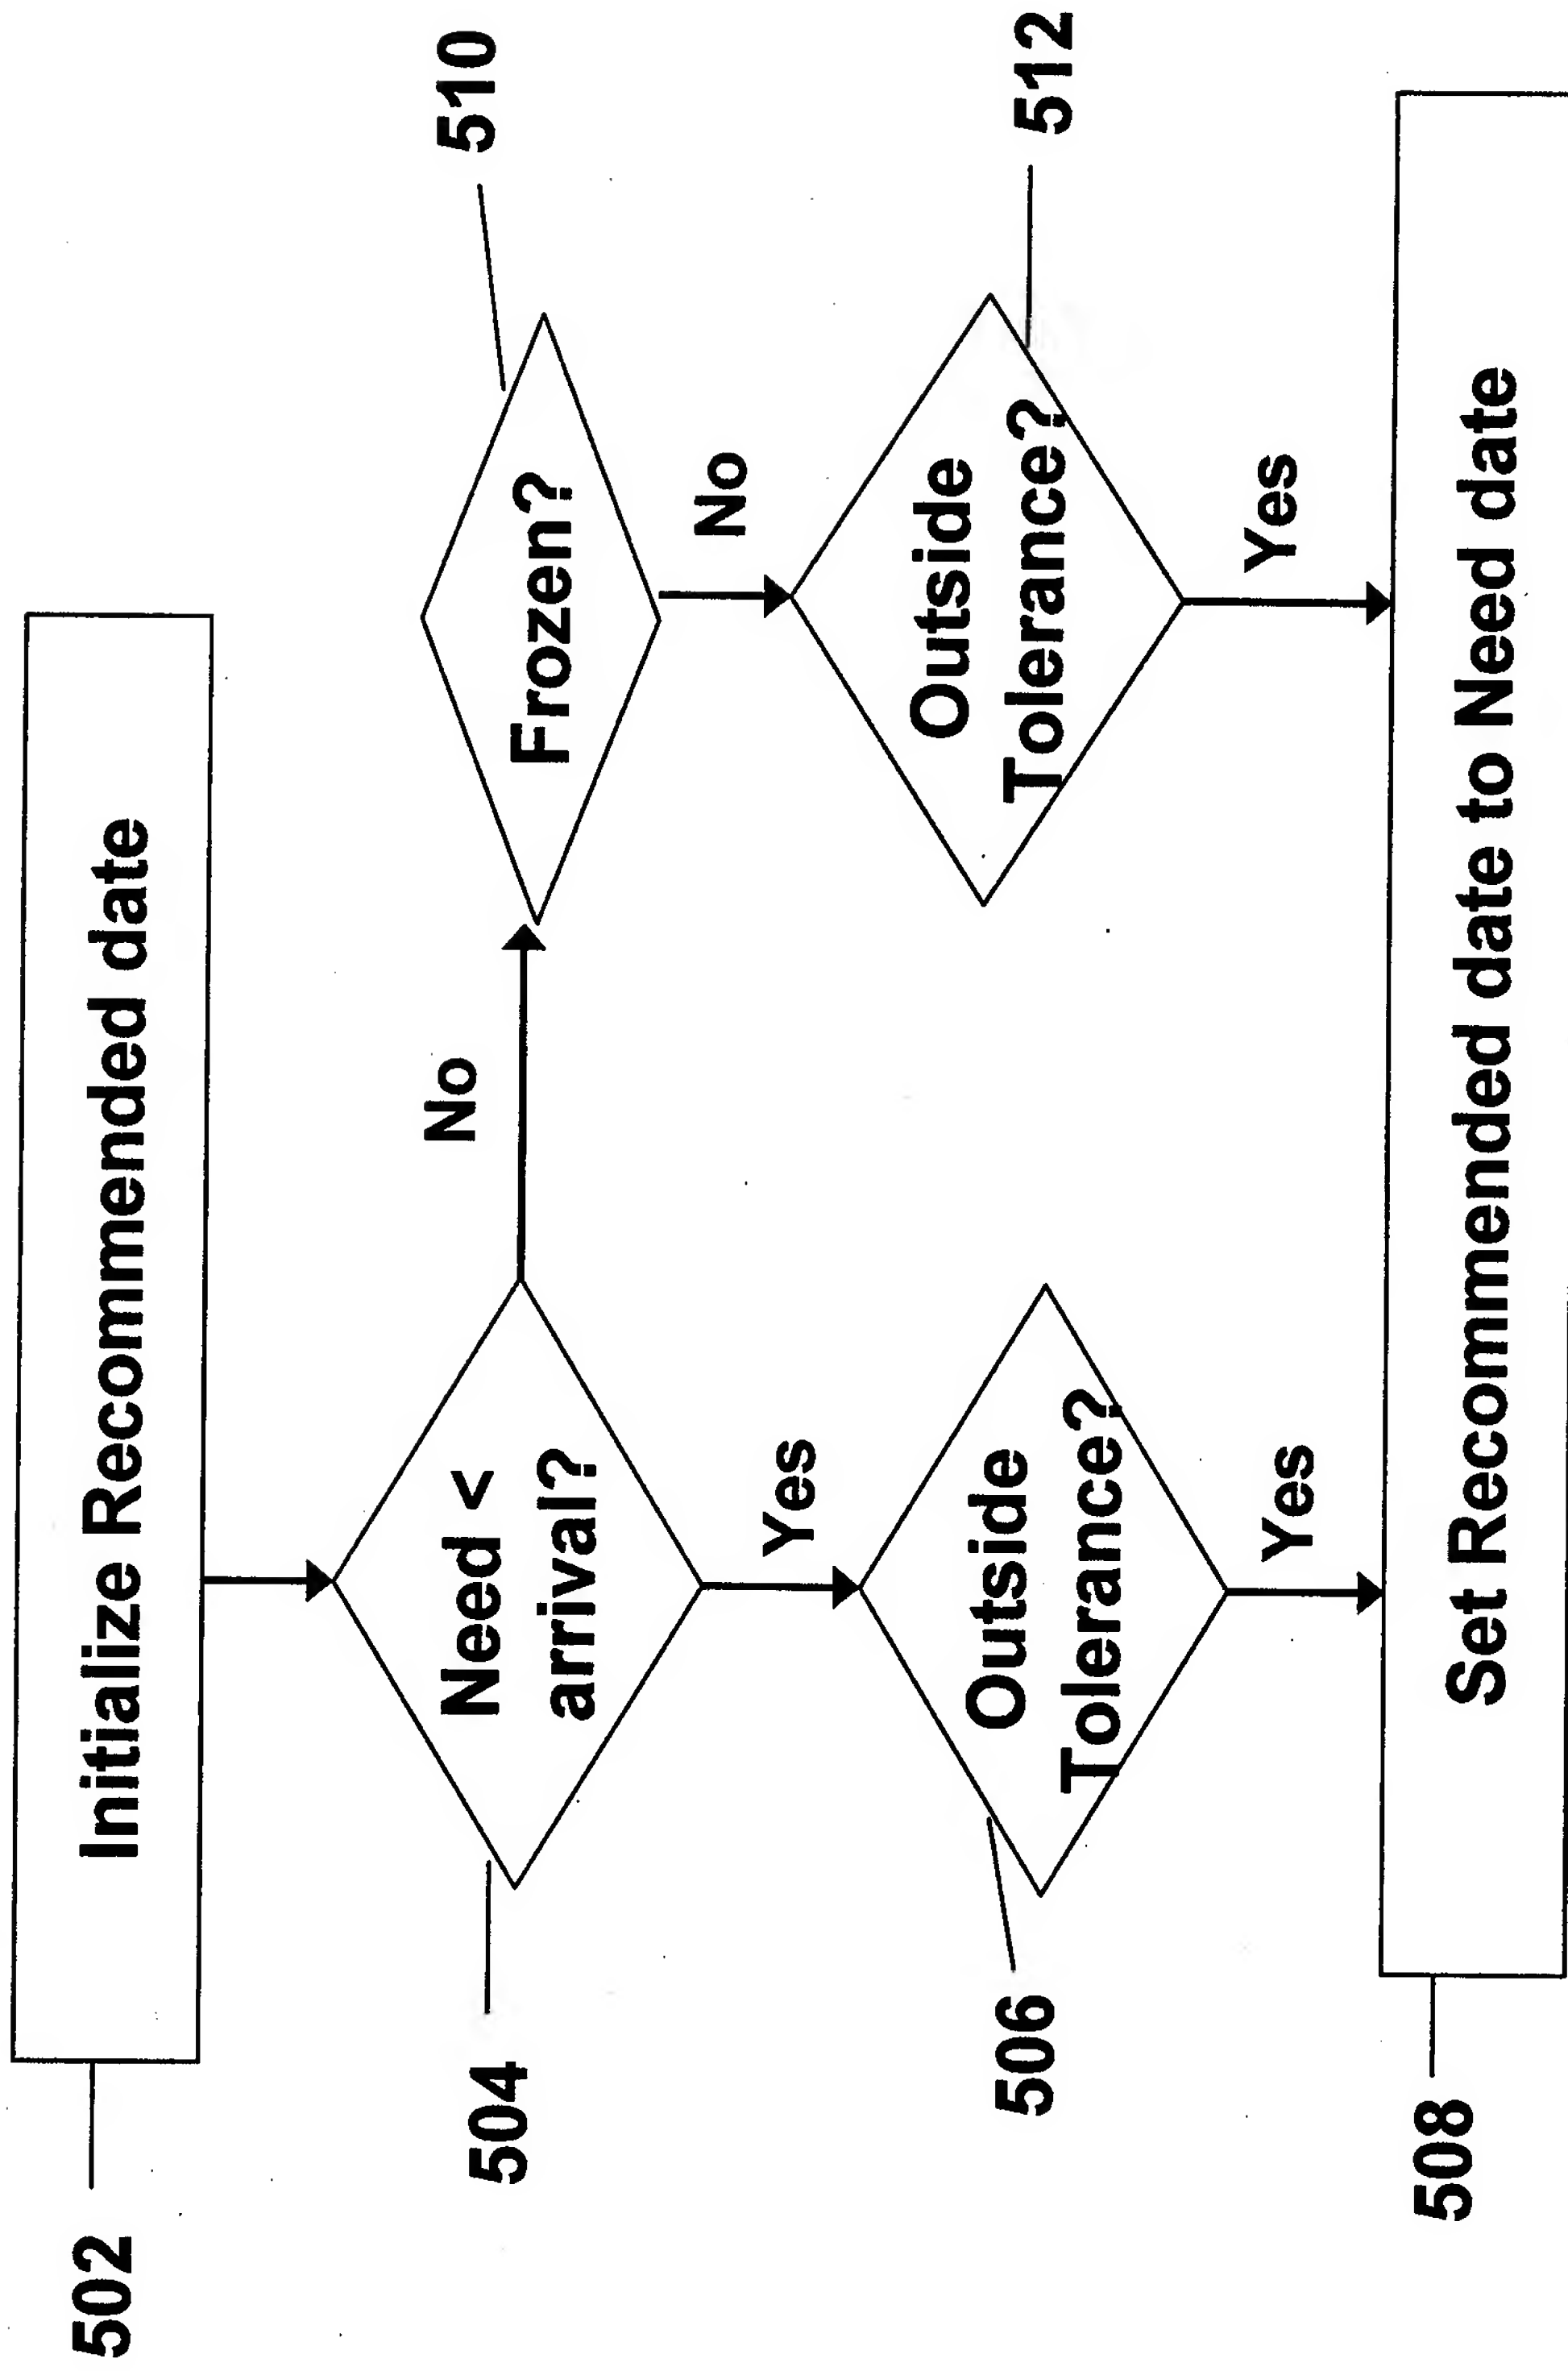 502
Initialize Recommended date
504
Need <
arrival?
No
Frozen?
510
Yes
No
506
Outside
Tolerance?
Outside
Tolerance?
512
Yes
Yes
508
Set Recommended date to Need date